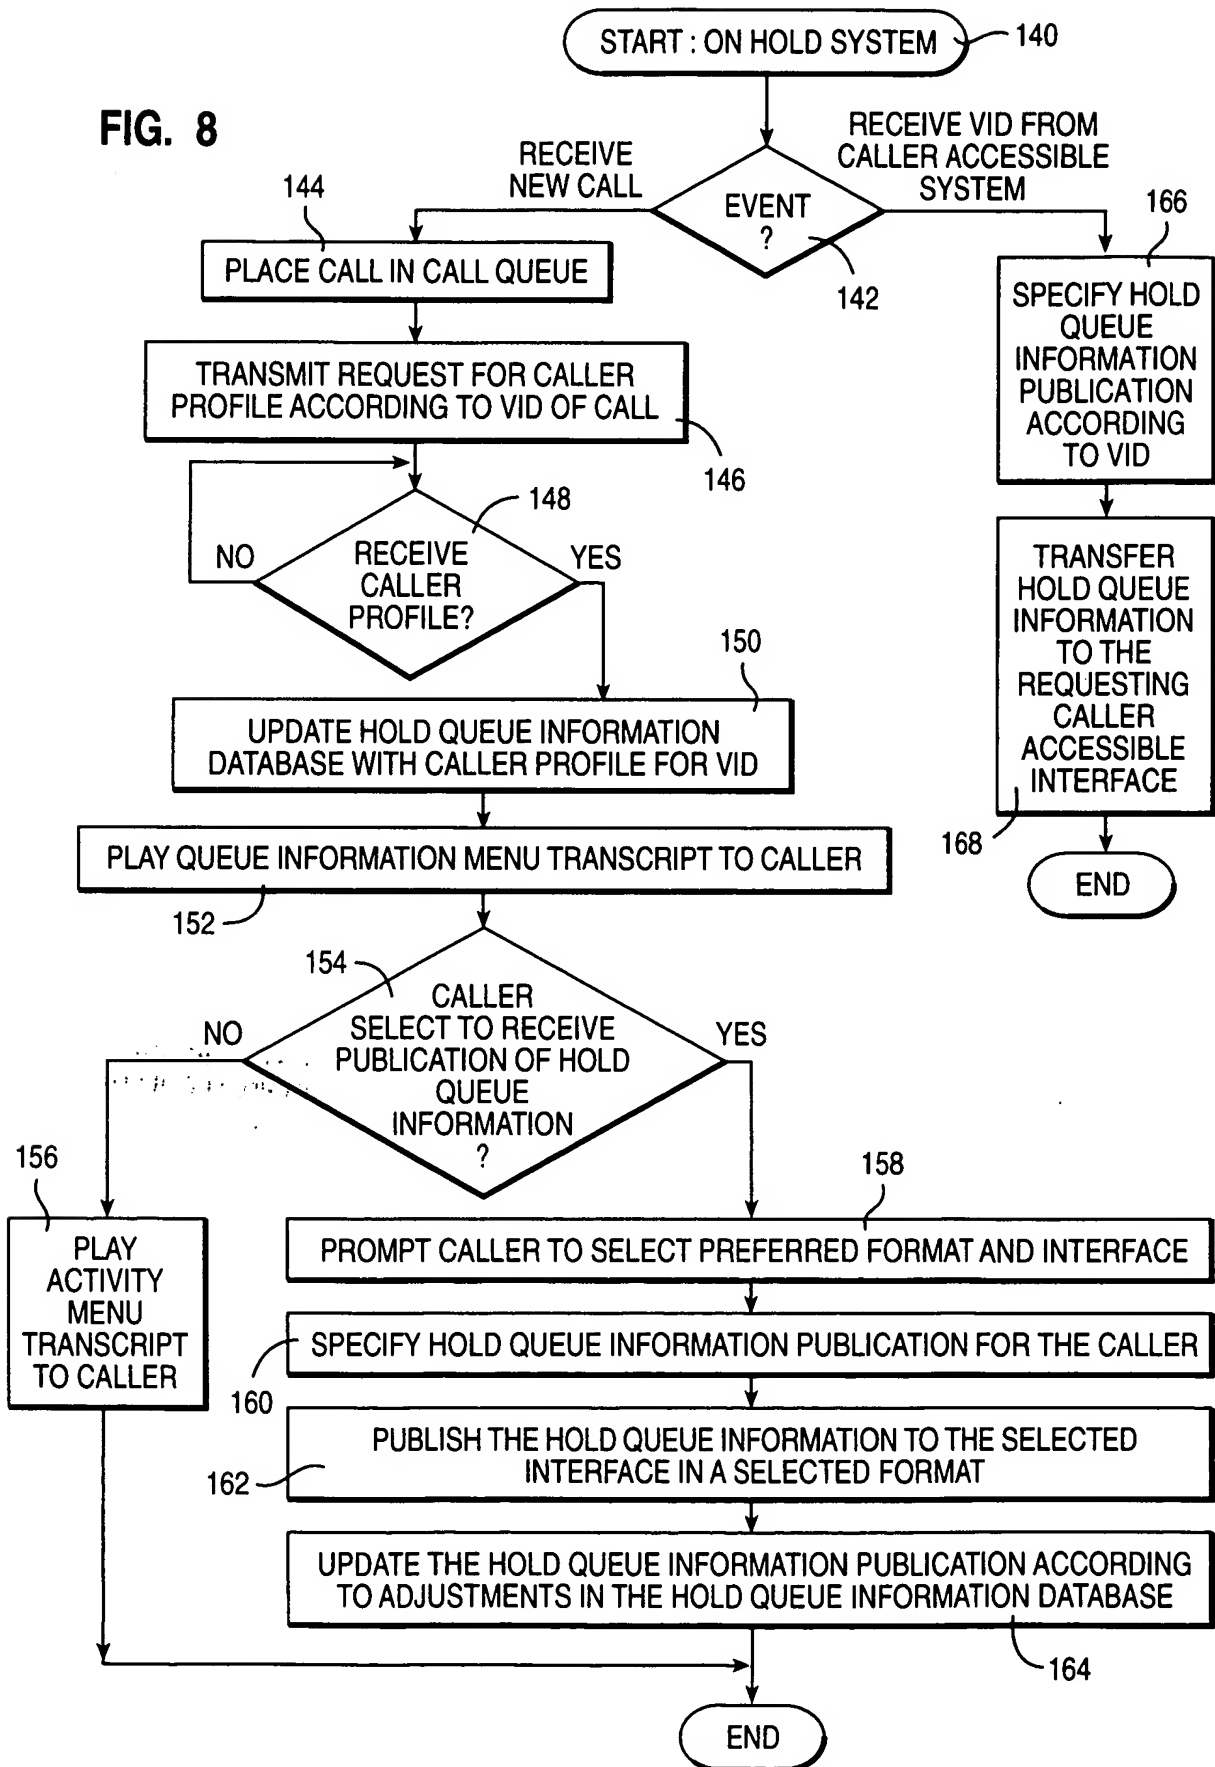 START : ON HOLD SYSTEM
140
FIG. 8
RECEIVE
NEW CALL
RECEIVE VID FROM
CALLER ACCESSIBLE
SYSTEM
EVENT
?
142
144
PLACE CALL IN CALL QUEUE
166
SPECIFY HOLD
QUEUE
INFORMATION
PUBLICATION
ACCORDING
TO VID
TRANSMIT REQUEST FOR CALLER
PROFILE ACCORDING TO VID OF CALL
146
148
NO
RECEIVE
CALLER
PROFILE?
YES
TRANSFER
HOLD QUEUE
INFORMATION
TO THE
REQUESTING
CALLER
ACCESSIBLE
INTERFACE
168
END
150
UPDATE HOLD QUEUE INFORMATION
DATABASE WITH CALLER PROFILE FOR VID
PLAY QUEUE INFORMATION MENU TRANSCRIPT TO CALLER
152
154
NO
CALLER
SELECT TO RECEIVE
PUBLICATION OF HOLD
QUEUE
INFORMATION
?
YES
156
PLAY
ACTIVITY
MENU
TRANSCRIPT
TO CALLER
158
PROMPT CALLER TO SELECT PREFERRED FORMAT AND INTERFACE
SPECIFY HOLD QUEUE INFORMATION PUBLICATION FOR THE CALLER
160
PUBLISH THE HOLD QUEUE INFORMATION TO THE SELECTED
INTERFACE IN A SELECTED FORMAT
162
UPDATE THE HOLD QUEUE INFORMATION PUBLICATION ACCORDING
TO ADJUSTMENTS IN THE HOLD QUEUE INFORMATION DATABASE
164
END